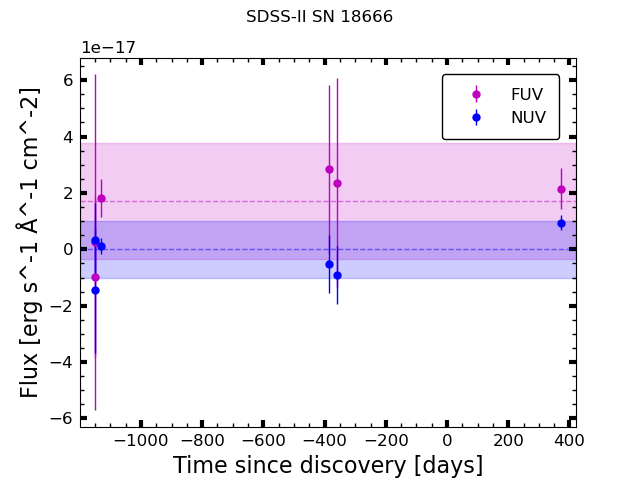 SDSS-II SN 18666
1e−17
FUV
NUV
6
4
2
0
−2
−4
−6
Flux [erg s^-1 Å^-1 cm^-2]
−1000 −800 −600 −400 −200 0 200 400
Time since discovery [days]